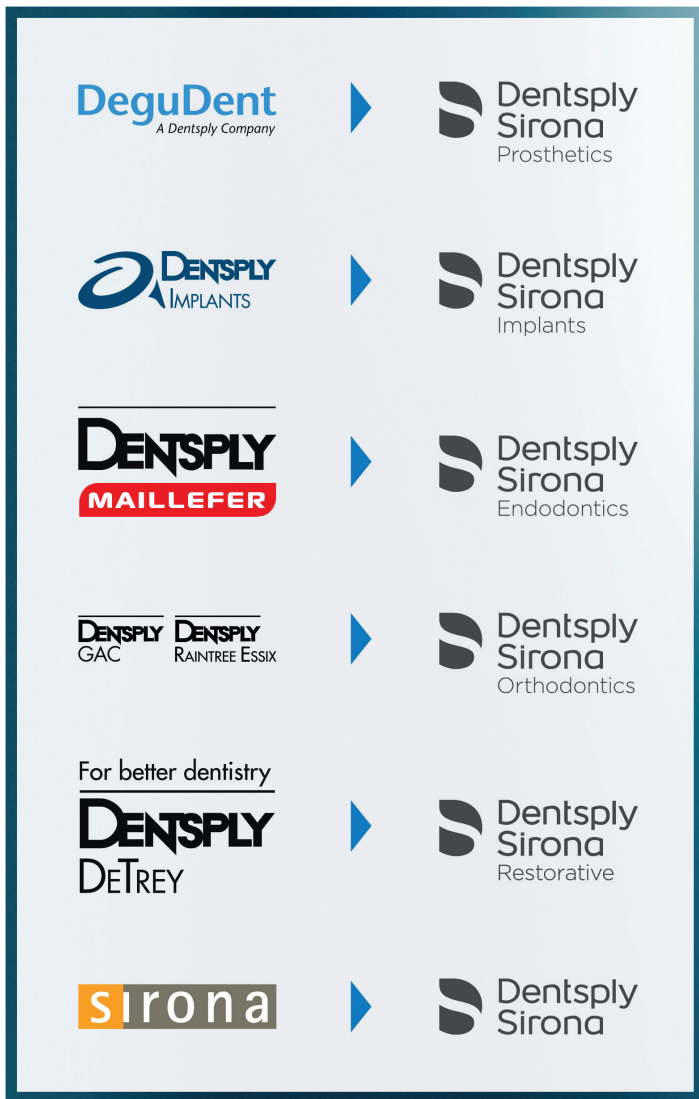 DeguDent
A Dentsply Company
Dentsply
Sirona
Prosthetics
DENTSPLY
IMPLANTS
Dentsply
Sirona
Implants
DENTSPLY
MAILLEFER
Dentsply
Sirona
Endodontics
DENTSPLY
GAC
DENTSPLY
RAINTREE ESSIX
Dentsply
Sirona
Orthodontics
For better dentistry
DENTSPLY
DETREY
Dentsply
Sirona
Restorative
sirona
Dentsply
Sirona